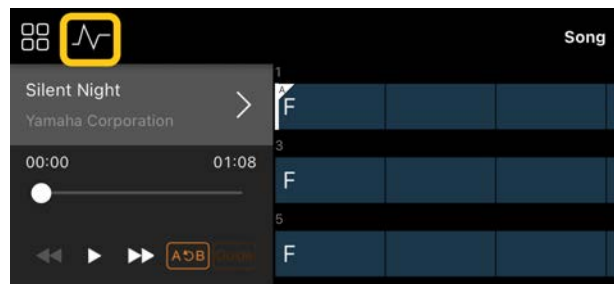 Song
Silent Night
Yamaha Corporation
00:00 01:08
A B
1
A
F
3
F
5
F